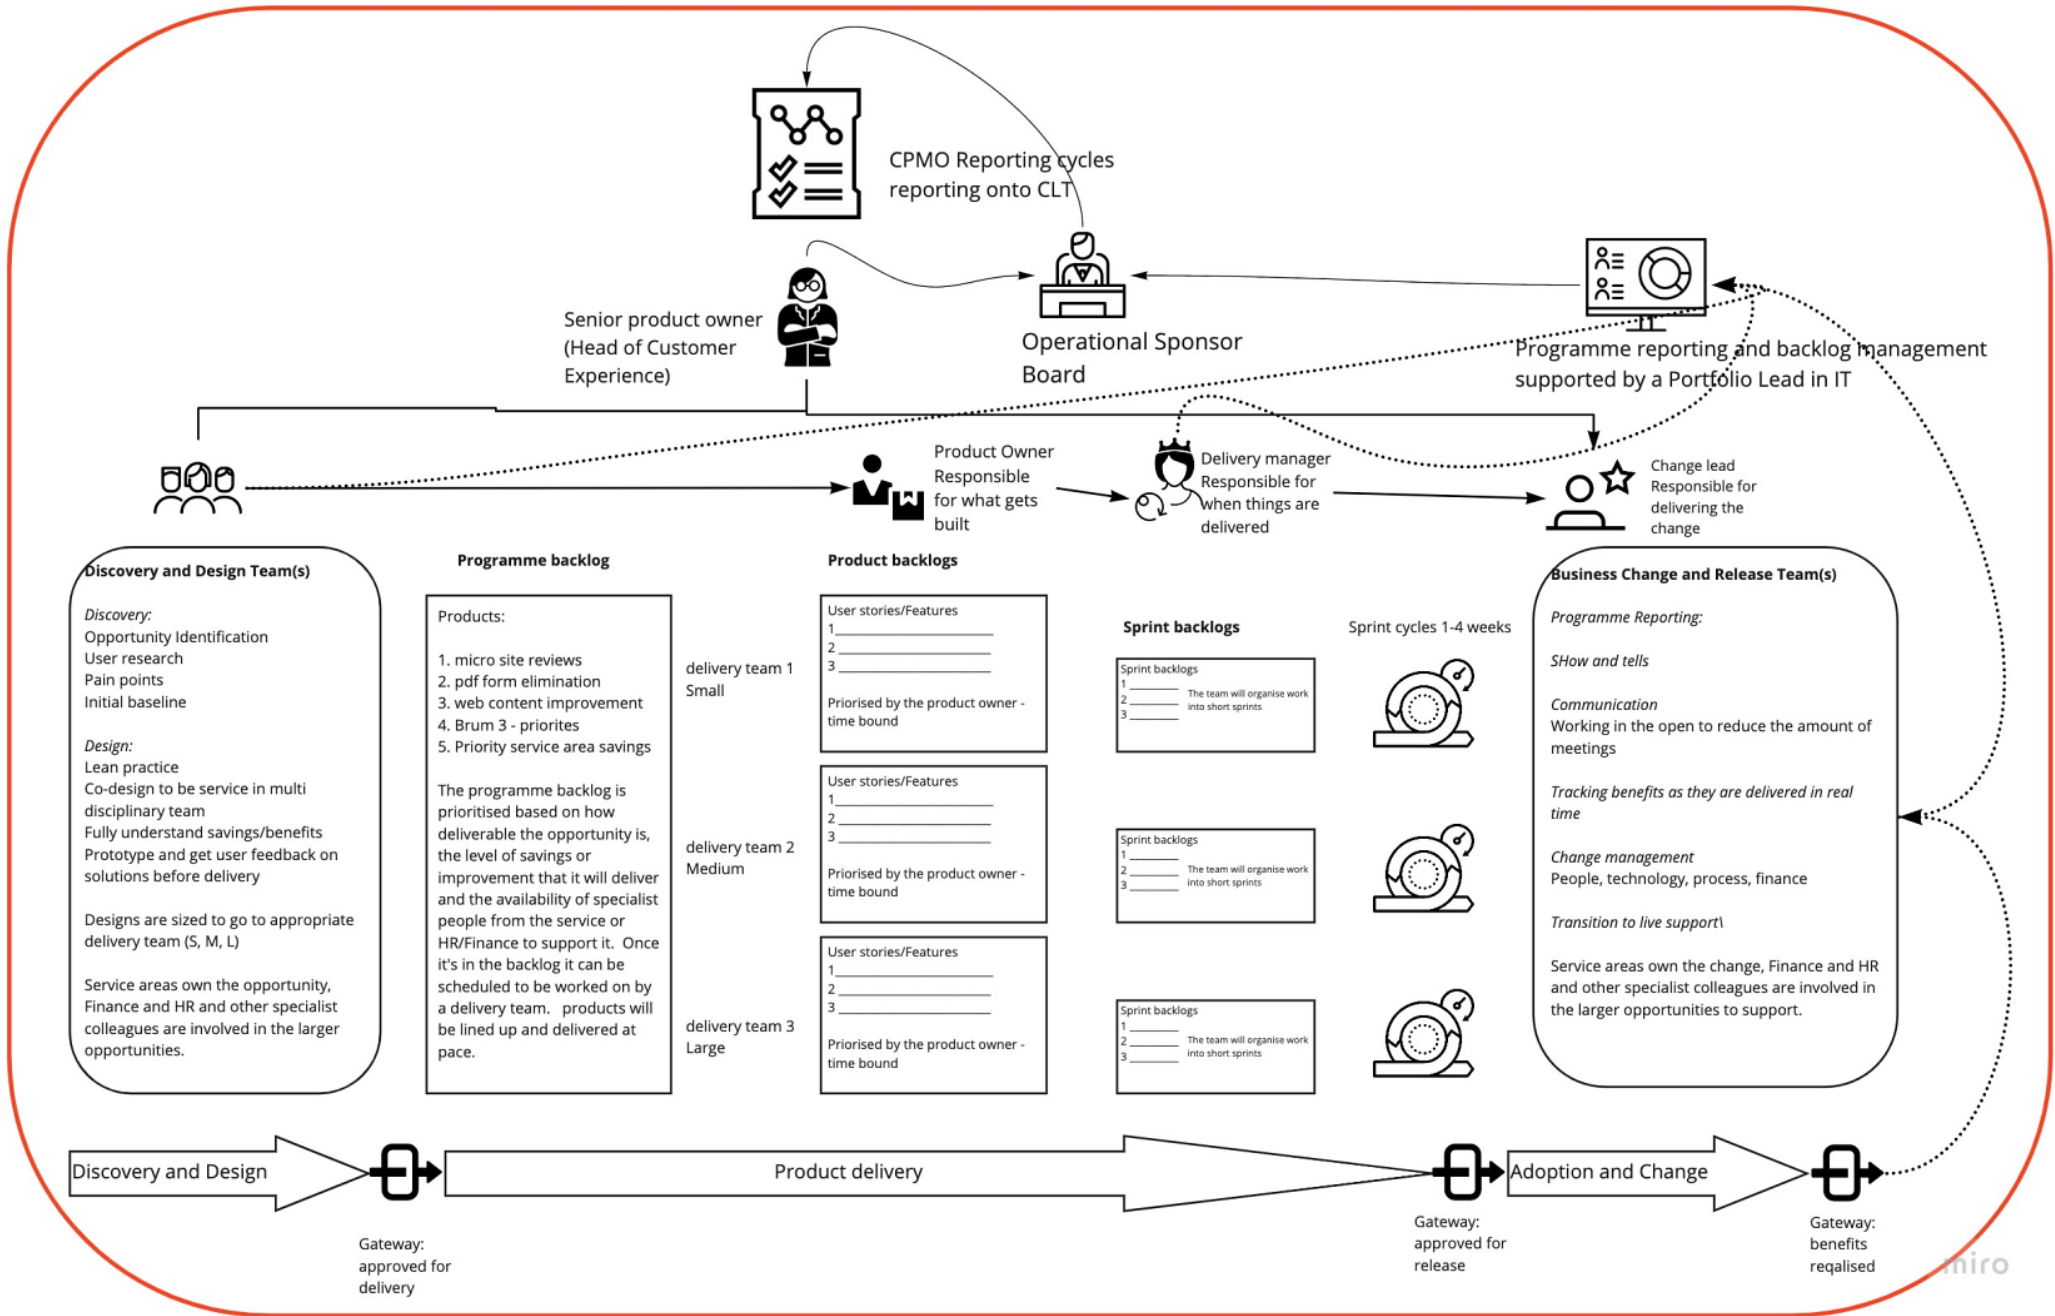 CPMO Reporting cycles
reporting onto CLT
Senior product owner
(Head of Customer
Experience)
Operational Sponsor
Board
Programme reporting and backlog management
supported by a Portfolio Lead in IT
Product Owner
Responsible
for what gets
built
Delivery manager
Responsible for
when things are
delivered
Change lead
Responsible for
delivering the
change
Discovery and Design Team(s)
Discovery:
Opportunity Identification
User research
Pain points
Initial baseline
Design:
Lean practice
Co-design to be service in multi
disciplinary team
Fully understand savings/benefits
Prototype and get user feedback on
solutions before delivery
Designs are sized to go to appropriate
delivery team (S, M, L)
Service areas own the opportunity,
Finance and HR and other specialist
colleagues are involved in the larger
opportunities.
Programme backlog
Products:
1. micro site reviews
2. pdf form elimination
3. web content improvement
4. Brum 3 - priorites
5. Priority service area savings
The programme backlog is
prioritised based on how
deliverable the opportunity is,
the level of savings or
improvement that it will deliver
and the availability of specialist
people from the service or
HR/Finance to support it.  Once
it's in the backlog it can be
scheduled to be worked on by
a delivery team.   products will
be lined up and delivered at
pace.
delivery team 1
Small
delivery team 2
Medium
delivery team 3
Large
Product backlogs
User stories/Features
1____________________
2 ____________________
3 ____________________
Priorised by the product owner -
time bound
User stories/Features
1____________________
2 ____________________
3 ____________________
Priorised by the product owner -
time bound
User stories/Features
1____________________
2 ____________________
3 ____________________
Priorised by the product owner -
time bound
Sprint backlogs
Sprint backlogs
1 ________
2 ________
3 ________
The team will organise work
into short sprints
Sprint backlogs
1 ________
2 ________
3 ________
The team will organise work
into short sprints
Sprint backlogs
1 ________
2 ________
3 ________
The team will organise work
into short sprints
Sprint cycles 1-4 weeks
Business Change and Release Team(s)
Programme Reporting:
SHow and tells
Communication
Working in the open to reduce the amount of
meetings
Tracking benefits as they are delivered in real
time
Change management
People, technology, process, finance
Transition to live support\
Service areas own the change, Finance and HR
and other specialist colleagues are involved in
the larger opportunities to support.
Discovery and Design
Product delivery
Adoption and Change
Gateway:
approved for
delivery
Gateway:
approved for
release
Gateway:
benefits
reqalised
miro